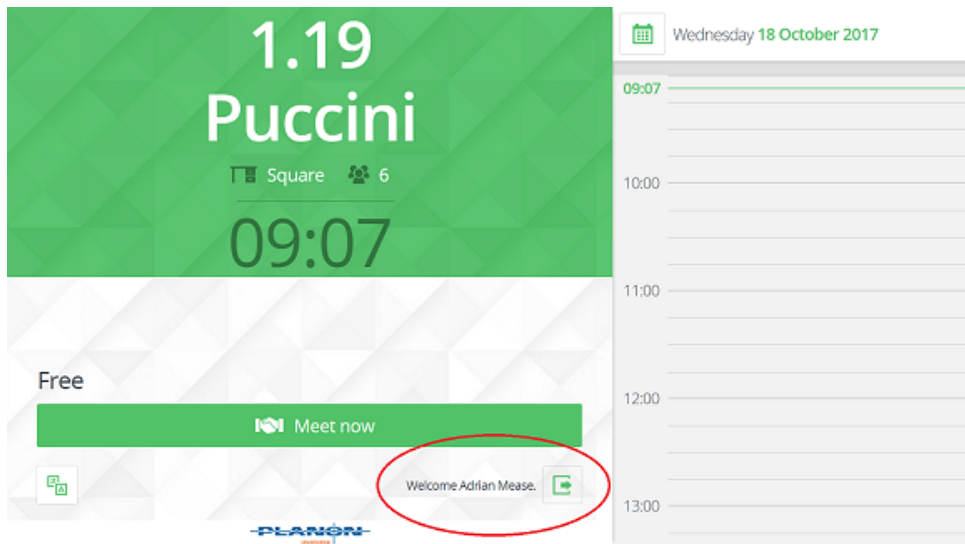 1.19
Puccini
Square 6
09:07
Free
Meet now
Welcome Adrian Mease.
PLANON
Wednesday 18 October 2017
09:07
10:00
11:00
12:00
13:00